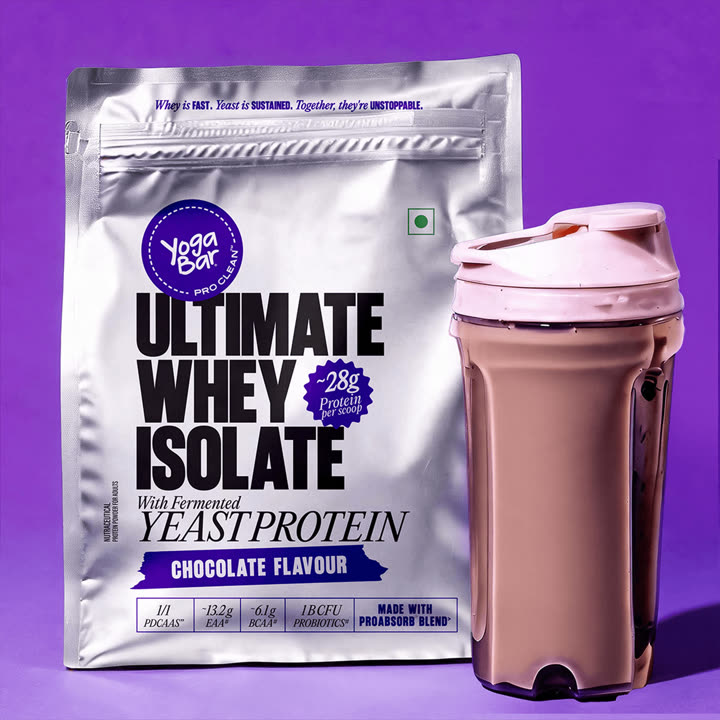 Whey is FAST. Yeast is SUSTAINED. Together, they're UNSTOPPABLE.
Yoga
Bar
PRO CLEAN™
ULTIMATE
WHEY
ISOLATE
~28g
Protein
per scoop
With Fermented
YEAST PROTEIN
NUTRACEUTICAL
PROTEIN POWDER FOR ADULTS
CHOCOLATE FLAVOUR
1/1
PDCAAS**
~13.2g
EAA#
~6.1g
BCAA#
1B CFU
PROBIOTICS#
MADE WITH
PROABSORB BLEND